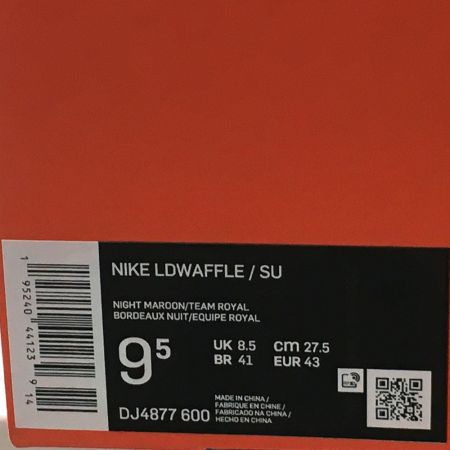 NIKE LDWAFFLE / SU
NIGHT MAROON/TEAM ROYAL
BORDEAUX NUIT/EQUIPE ROYAL
9⁵
UK 8.5 cm 27.5
BR 41 EUR 43
DJ4877 600
MADE IN CHINA /
FABRIQUE EN CHINE /
FABRICADO NA CHINA /
HECHO EN CHINA
1 95240 44123 9 14